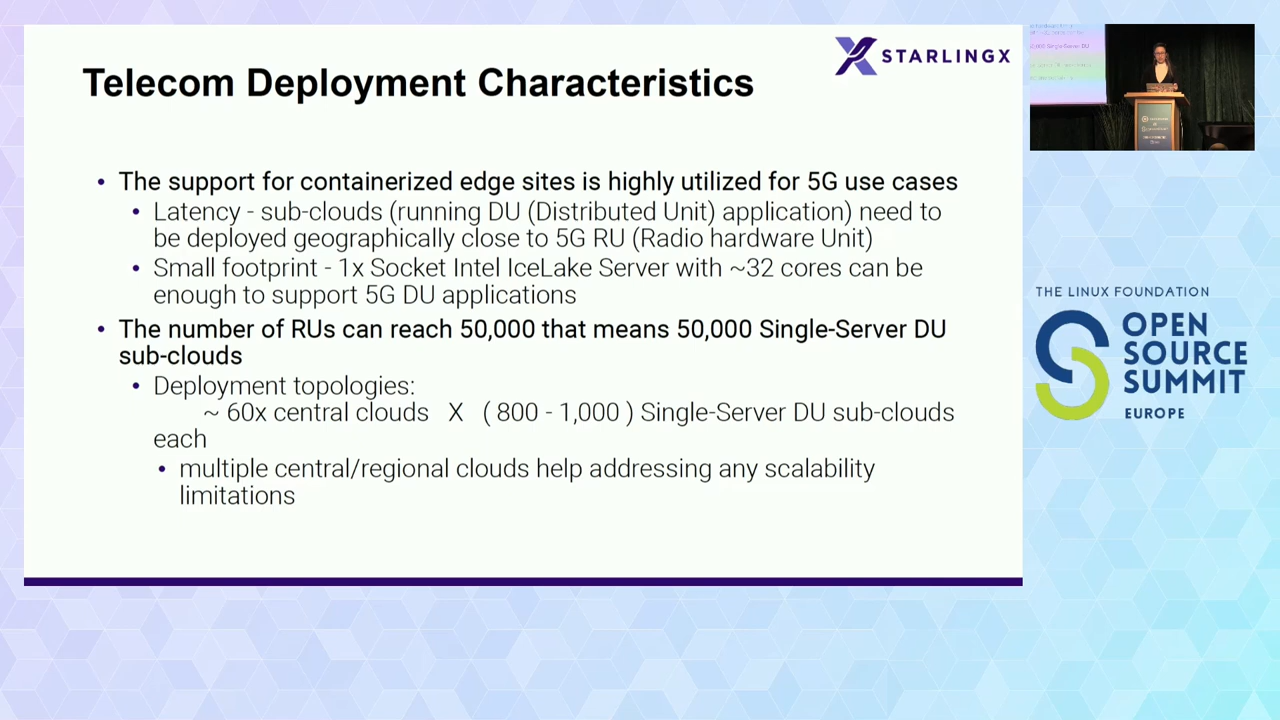 STARLINGX
Telecom Deployment Characteristics
• The support for containerized edge sites is highly utilized for 5G use cases
• Latency - sub-clouds (running DU (Distributed Unit) application) need to
be deployed geographically close to 5G RU (Radio hardware Unit)
• Small footprint - 1x Socket Intel IceLake Server with ~32 cores can be
enough to support 5G DU applications
• The number of RUs can reach 50,000 that means 50,000 Single-Server DU
sub-clouds
• Deployment topologies:
~ 60x central clouds X ( 800 - 1,000 ) Single-Server DU sub-clouds
each
• multiple central/regional clouds help addressing any scalability
limitations
THE LINUX FOUNDATION
OPEN
SOURCE
SUMMIT
EUROPE